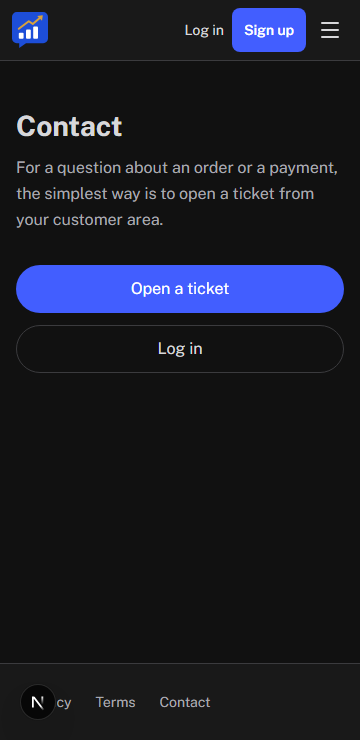 Log in
Sign up
Contact
For a question about an order or a payment,
the simplest way is to open a ticket from
your customer area.
Open a ticket
Log in
N
Terms
Contact